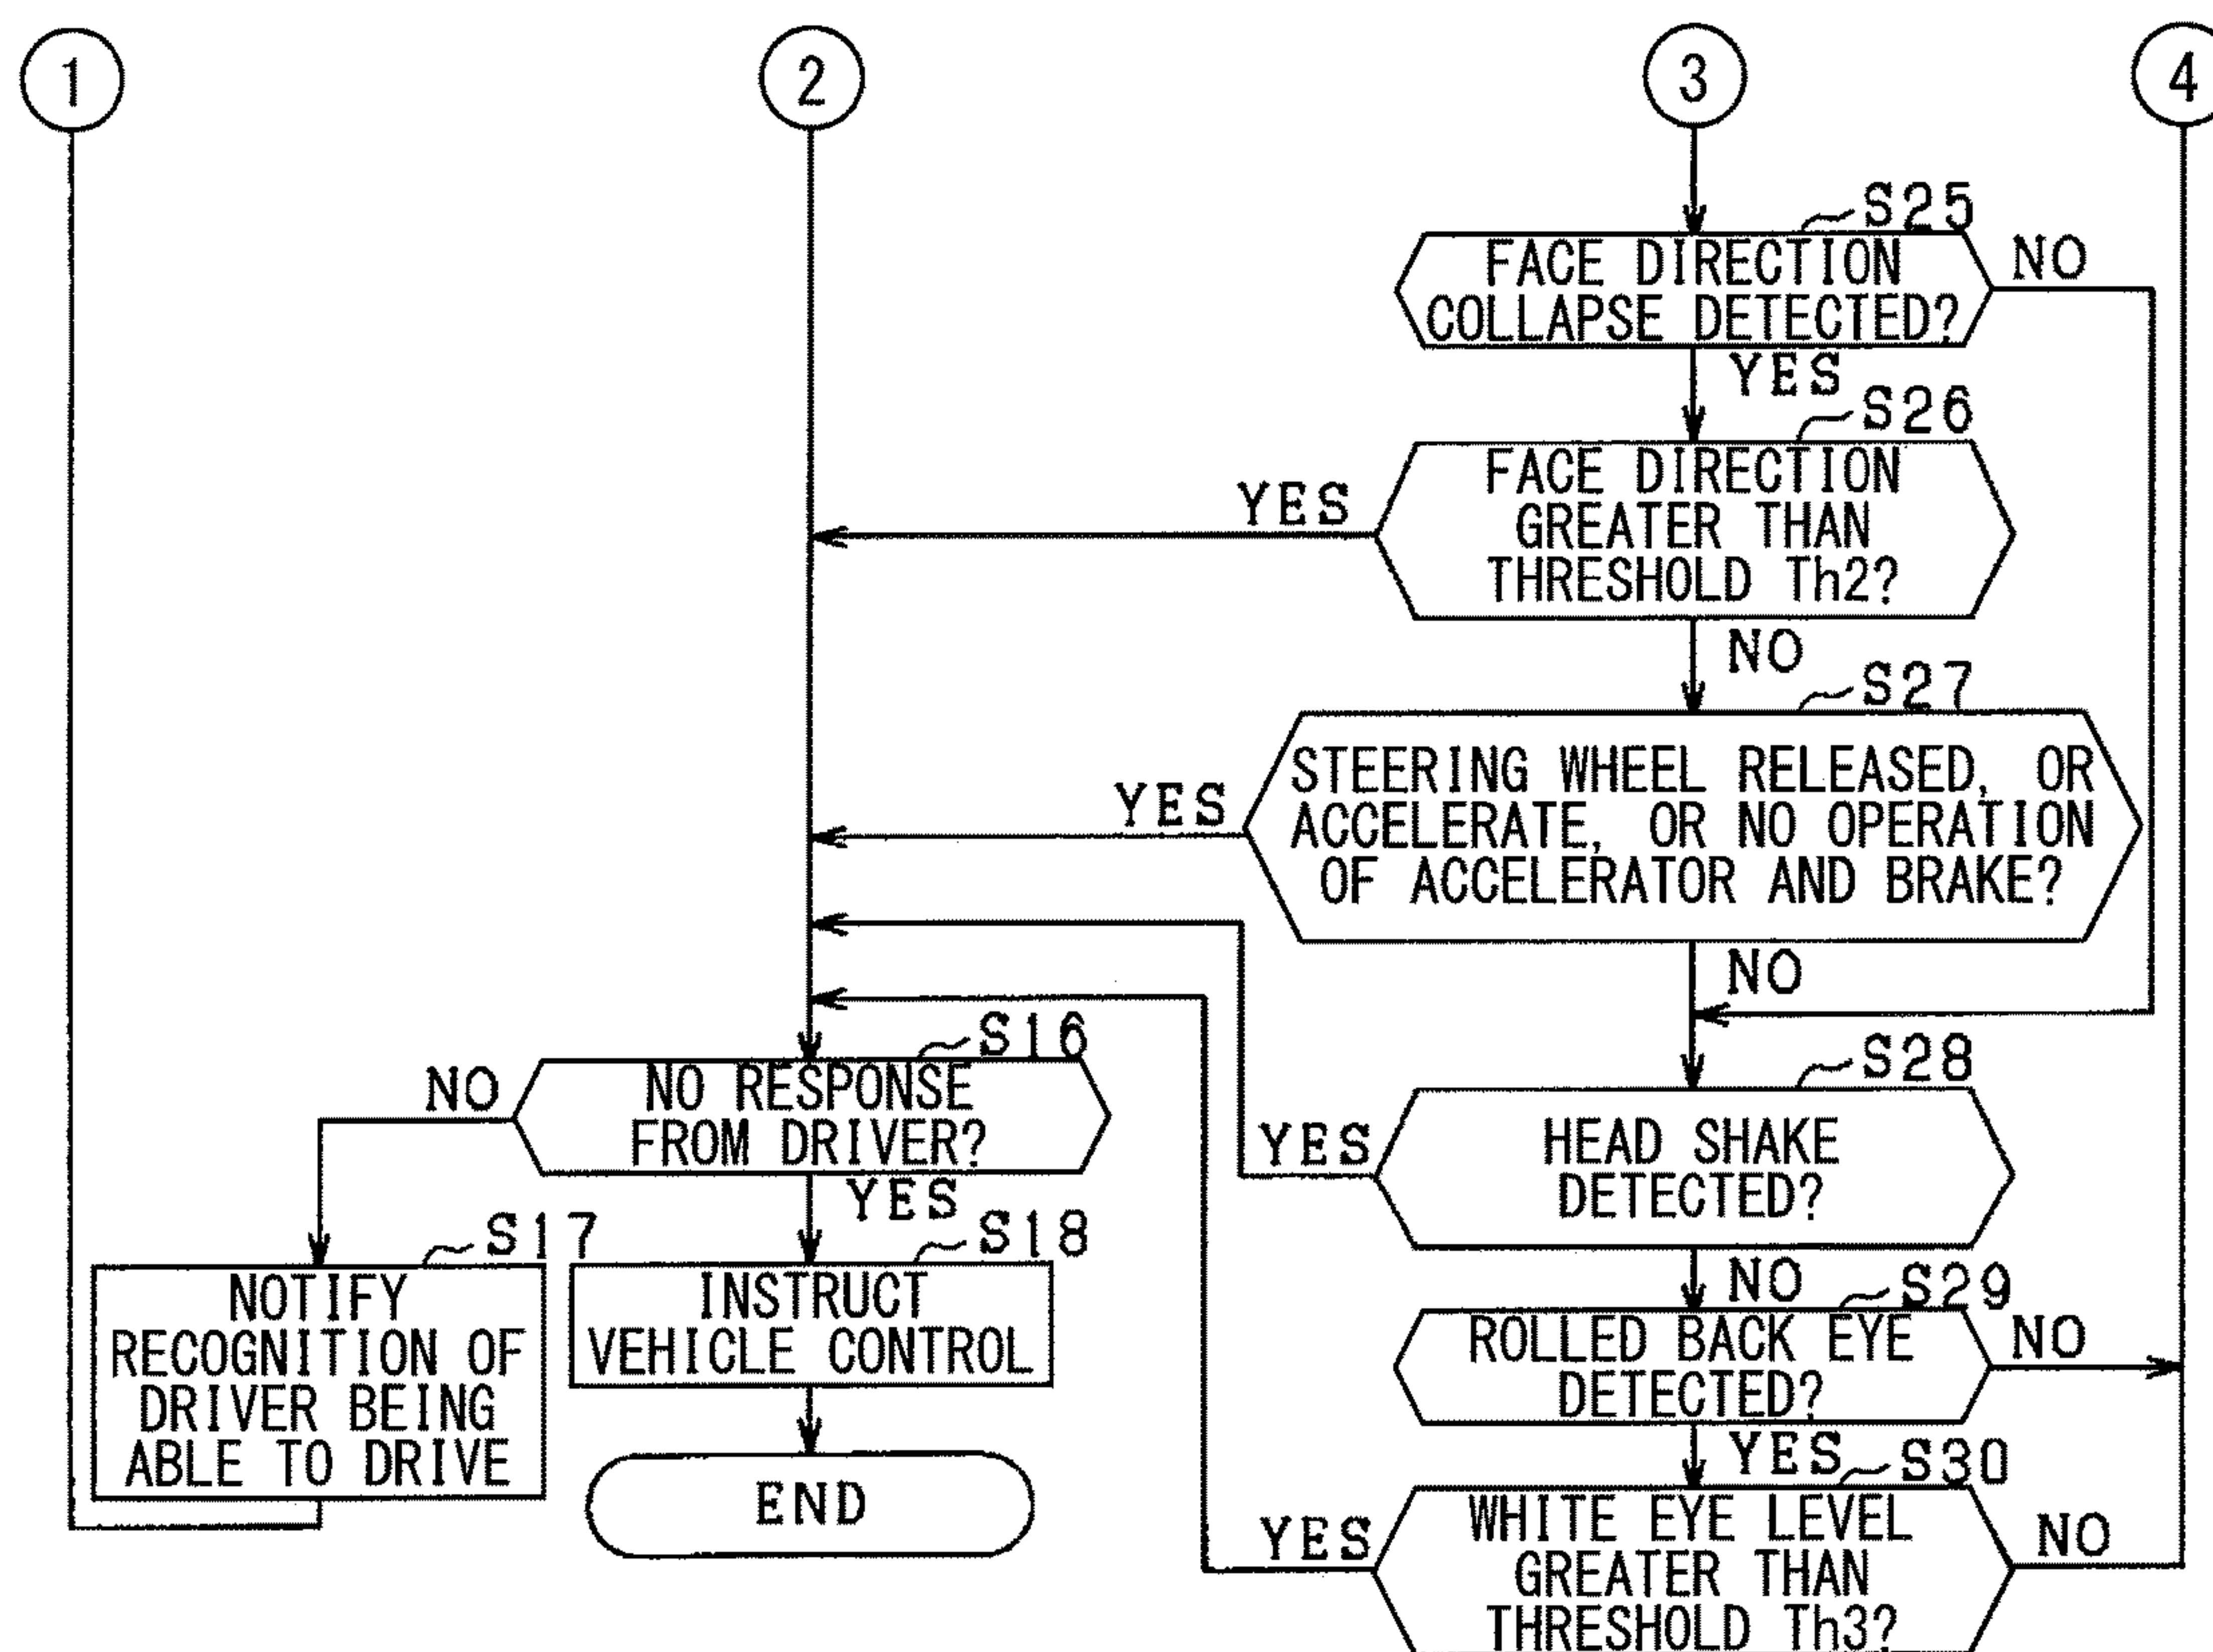 1
2
3
4
S25
FACE DIRECTION
COLLAPSE DETECTED?
NO
YES
S26
FACE DIRECTION
GREATER THAN
THRESHOLD Th2?
YES
NO
S27
STEERING WHEEL RELEASED, OR
ACCELERATE, OR NO OPERATION
OF ACCELERATOR AND BRAKE?
YES
NO
S16
NO RESPONSE
FROM DRIVER?
NO
YES
S28
HEAD SHAKE
DETECTED?
YES
NO
S17
NOTIFY
RECOGNITION OF
DRIVER BEING
ABLE TO DRIVE
S18
INSTRUCT
VEHICLE CONTROL
END
S29
ROLLED BACK EYE
DETECTED?
NO
YES
S30
WHITE EYE LEVEL
GREATER THAN
THRESHOLD Th3?
YES
NO